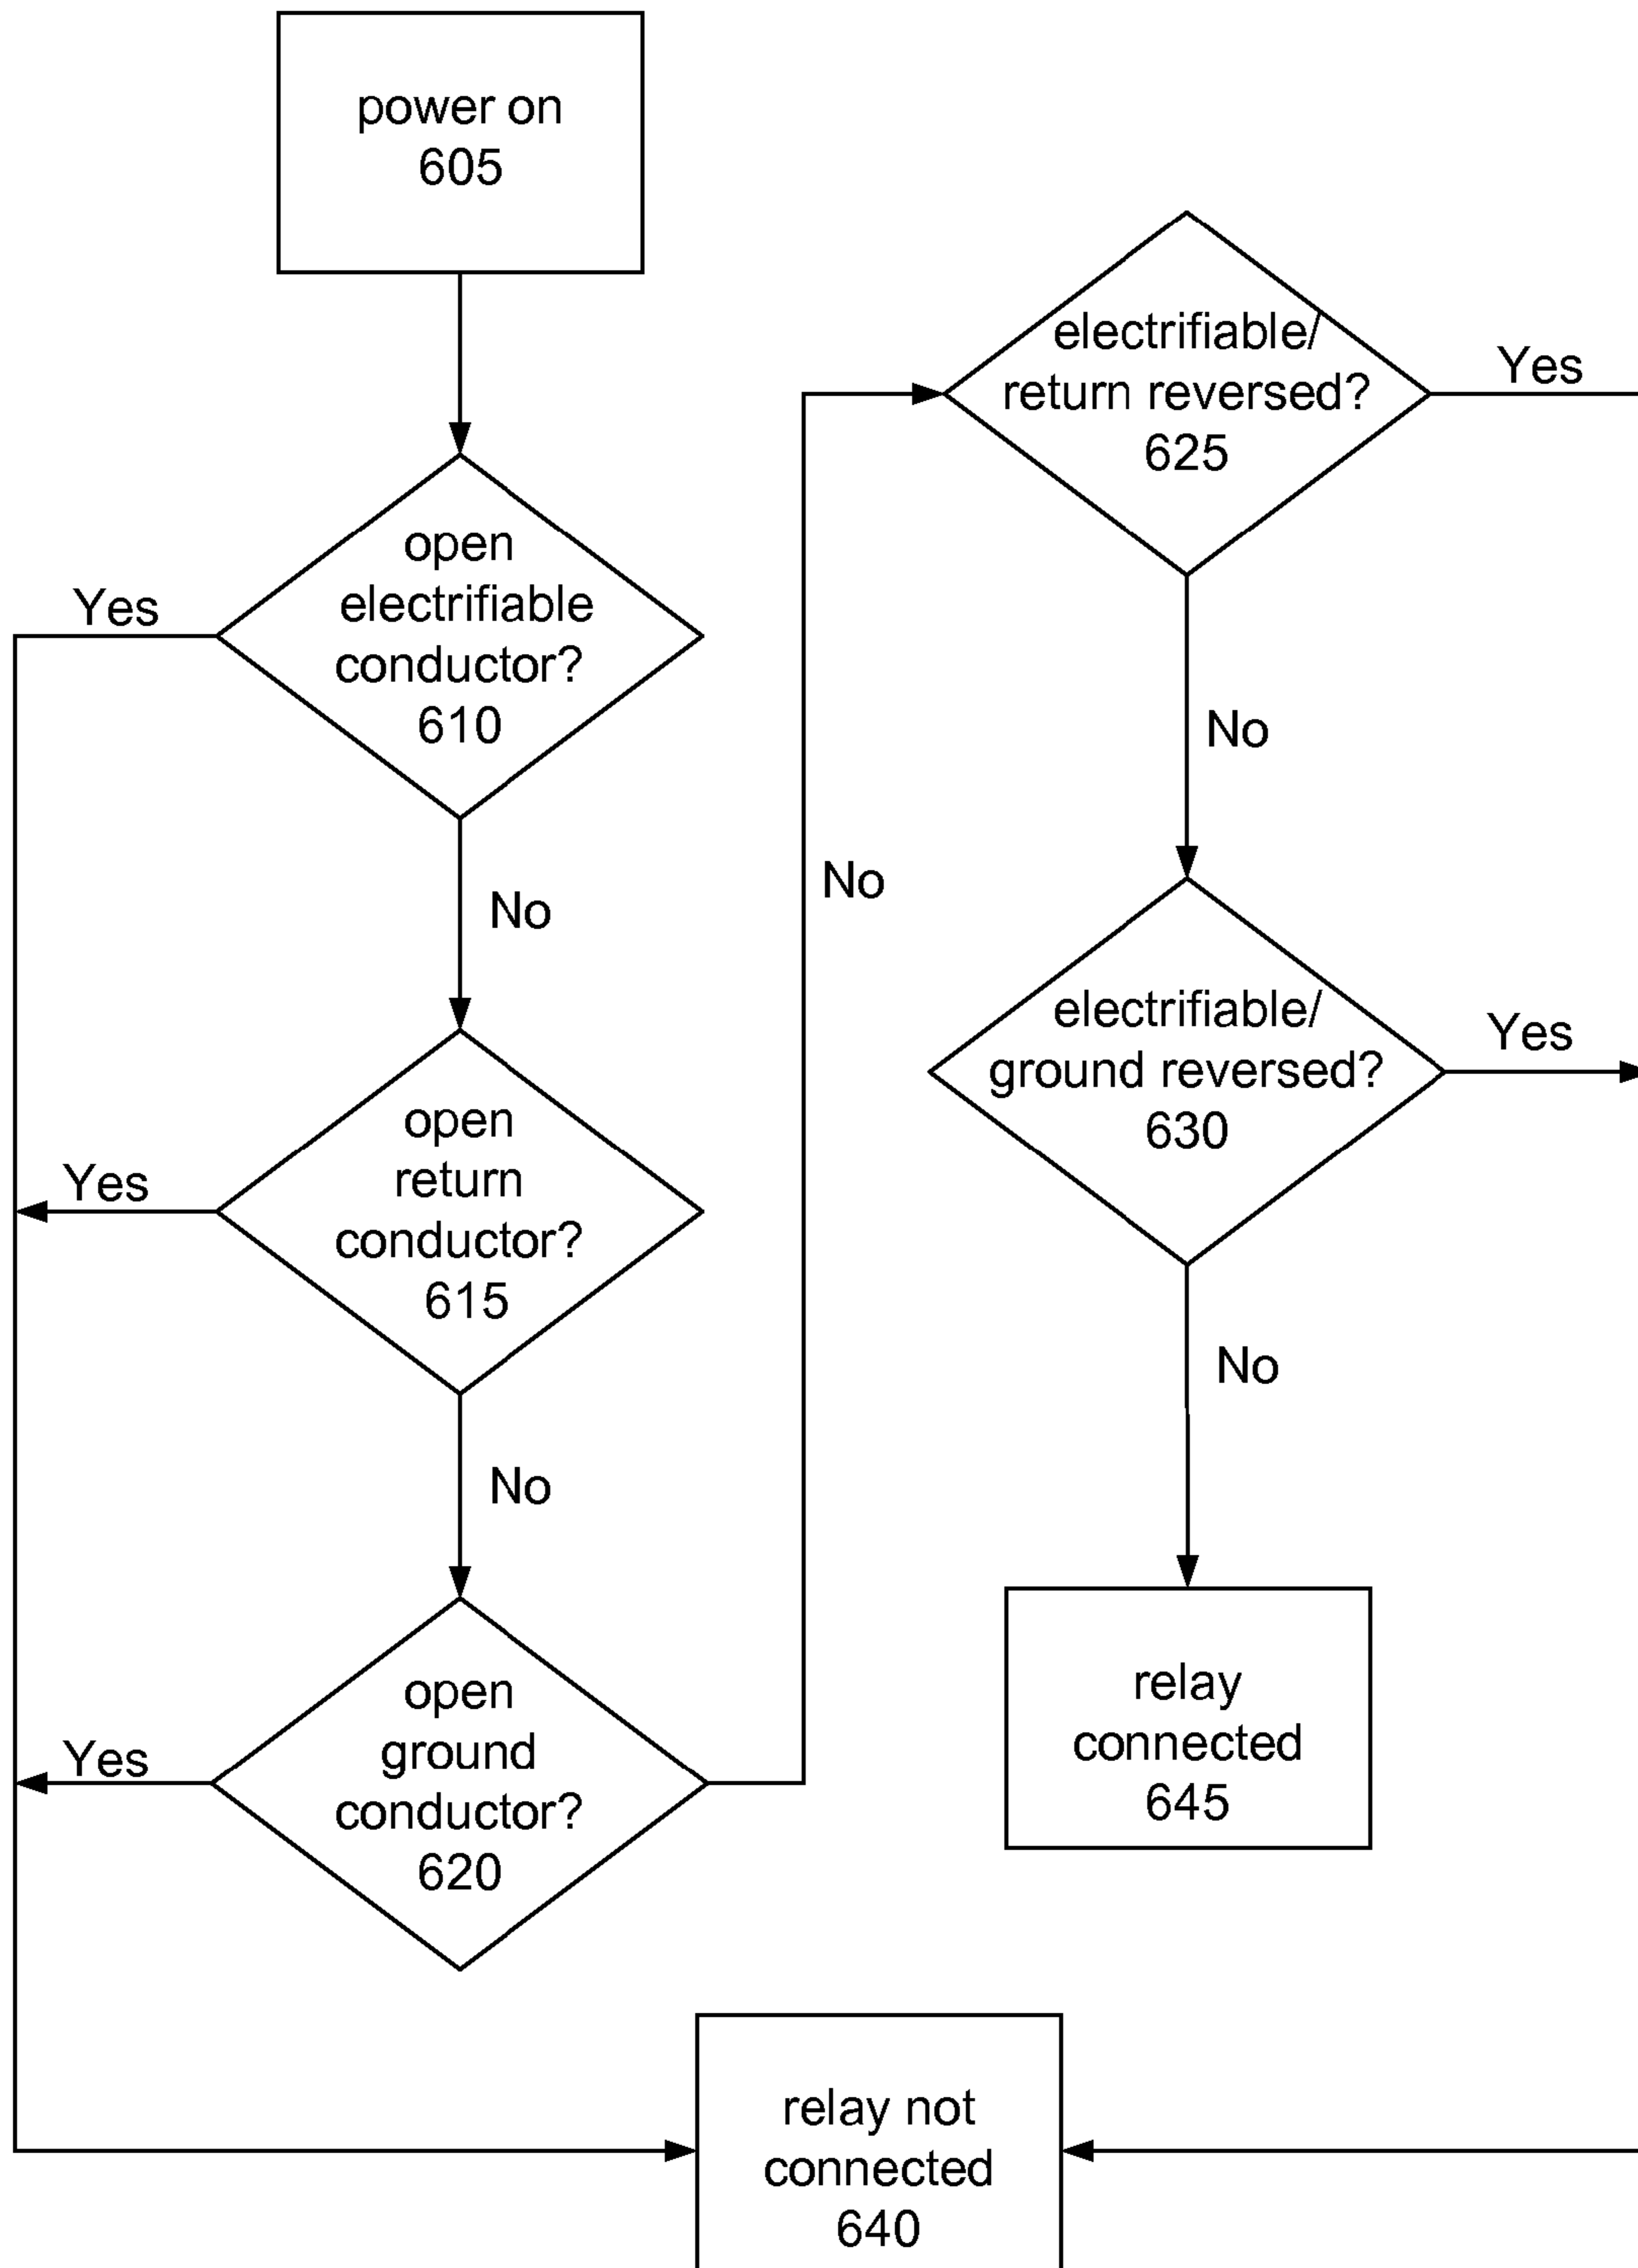 power on
605
open
electrifiable
conductor?
610
Yes
No
open
return
conductor?
615
Yes
No
open
ground
conductor?
620
Yes
No
electrifiable/
return reversed?
625
Yes
No
electrifiable/
ground reversed?
630
Yes
No
relay
connected
645
relay not
connected
640